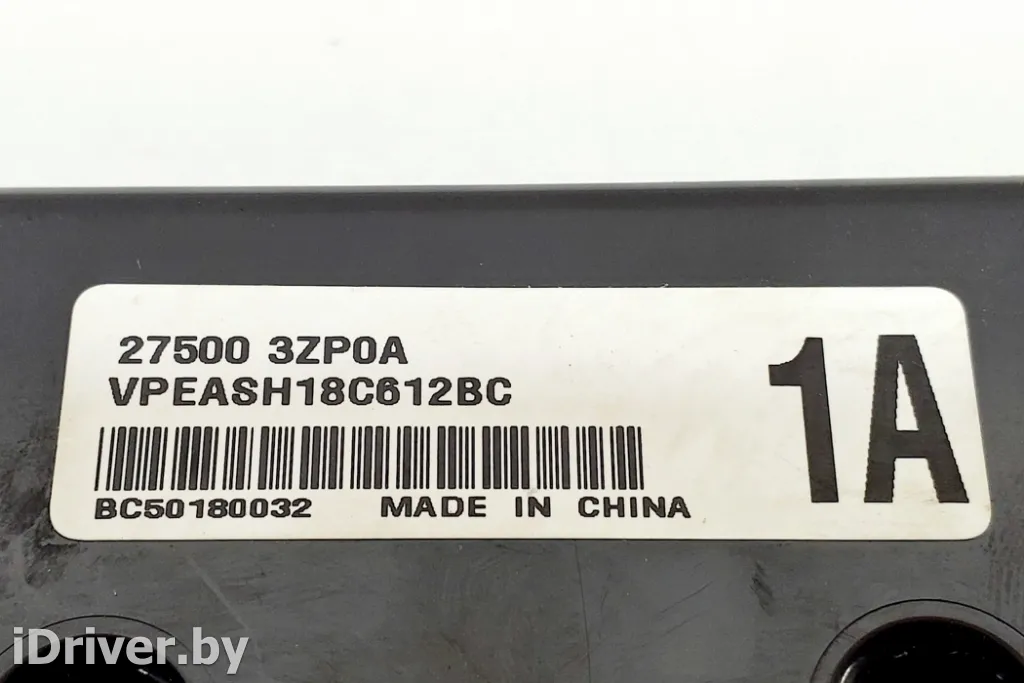 27500 3ZP0A
VPEASH18C612BC
1A
BC50180032 MADE IN CHINA
iDriver.by